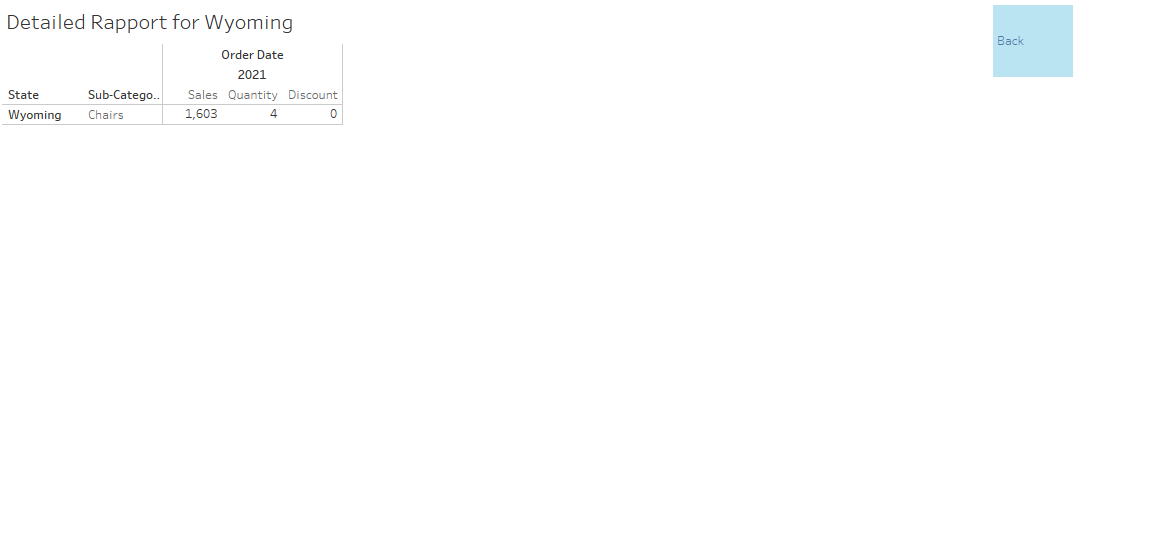 Detailed Rapport for Wyoming
Back
Order Date
2021
State Sub-Catego.. Sales Quantity Discount
Wyoming Chairs 1,603 4 0